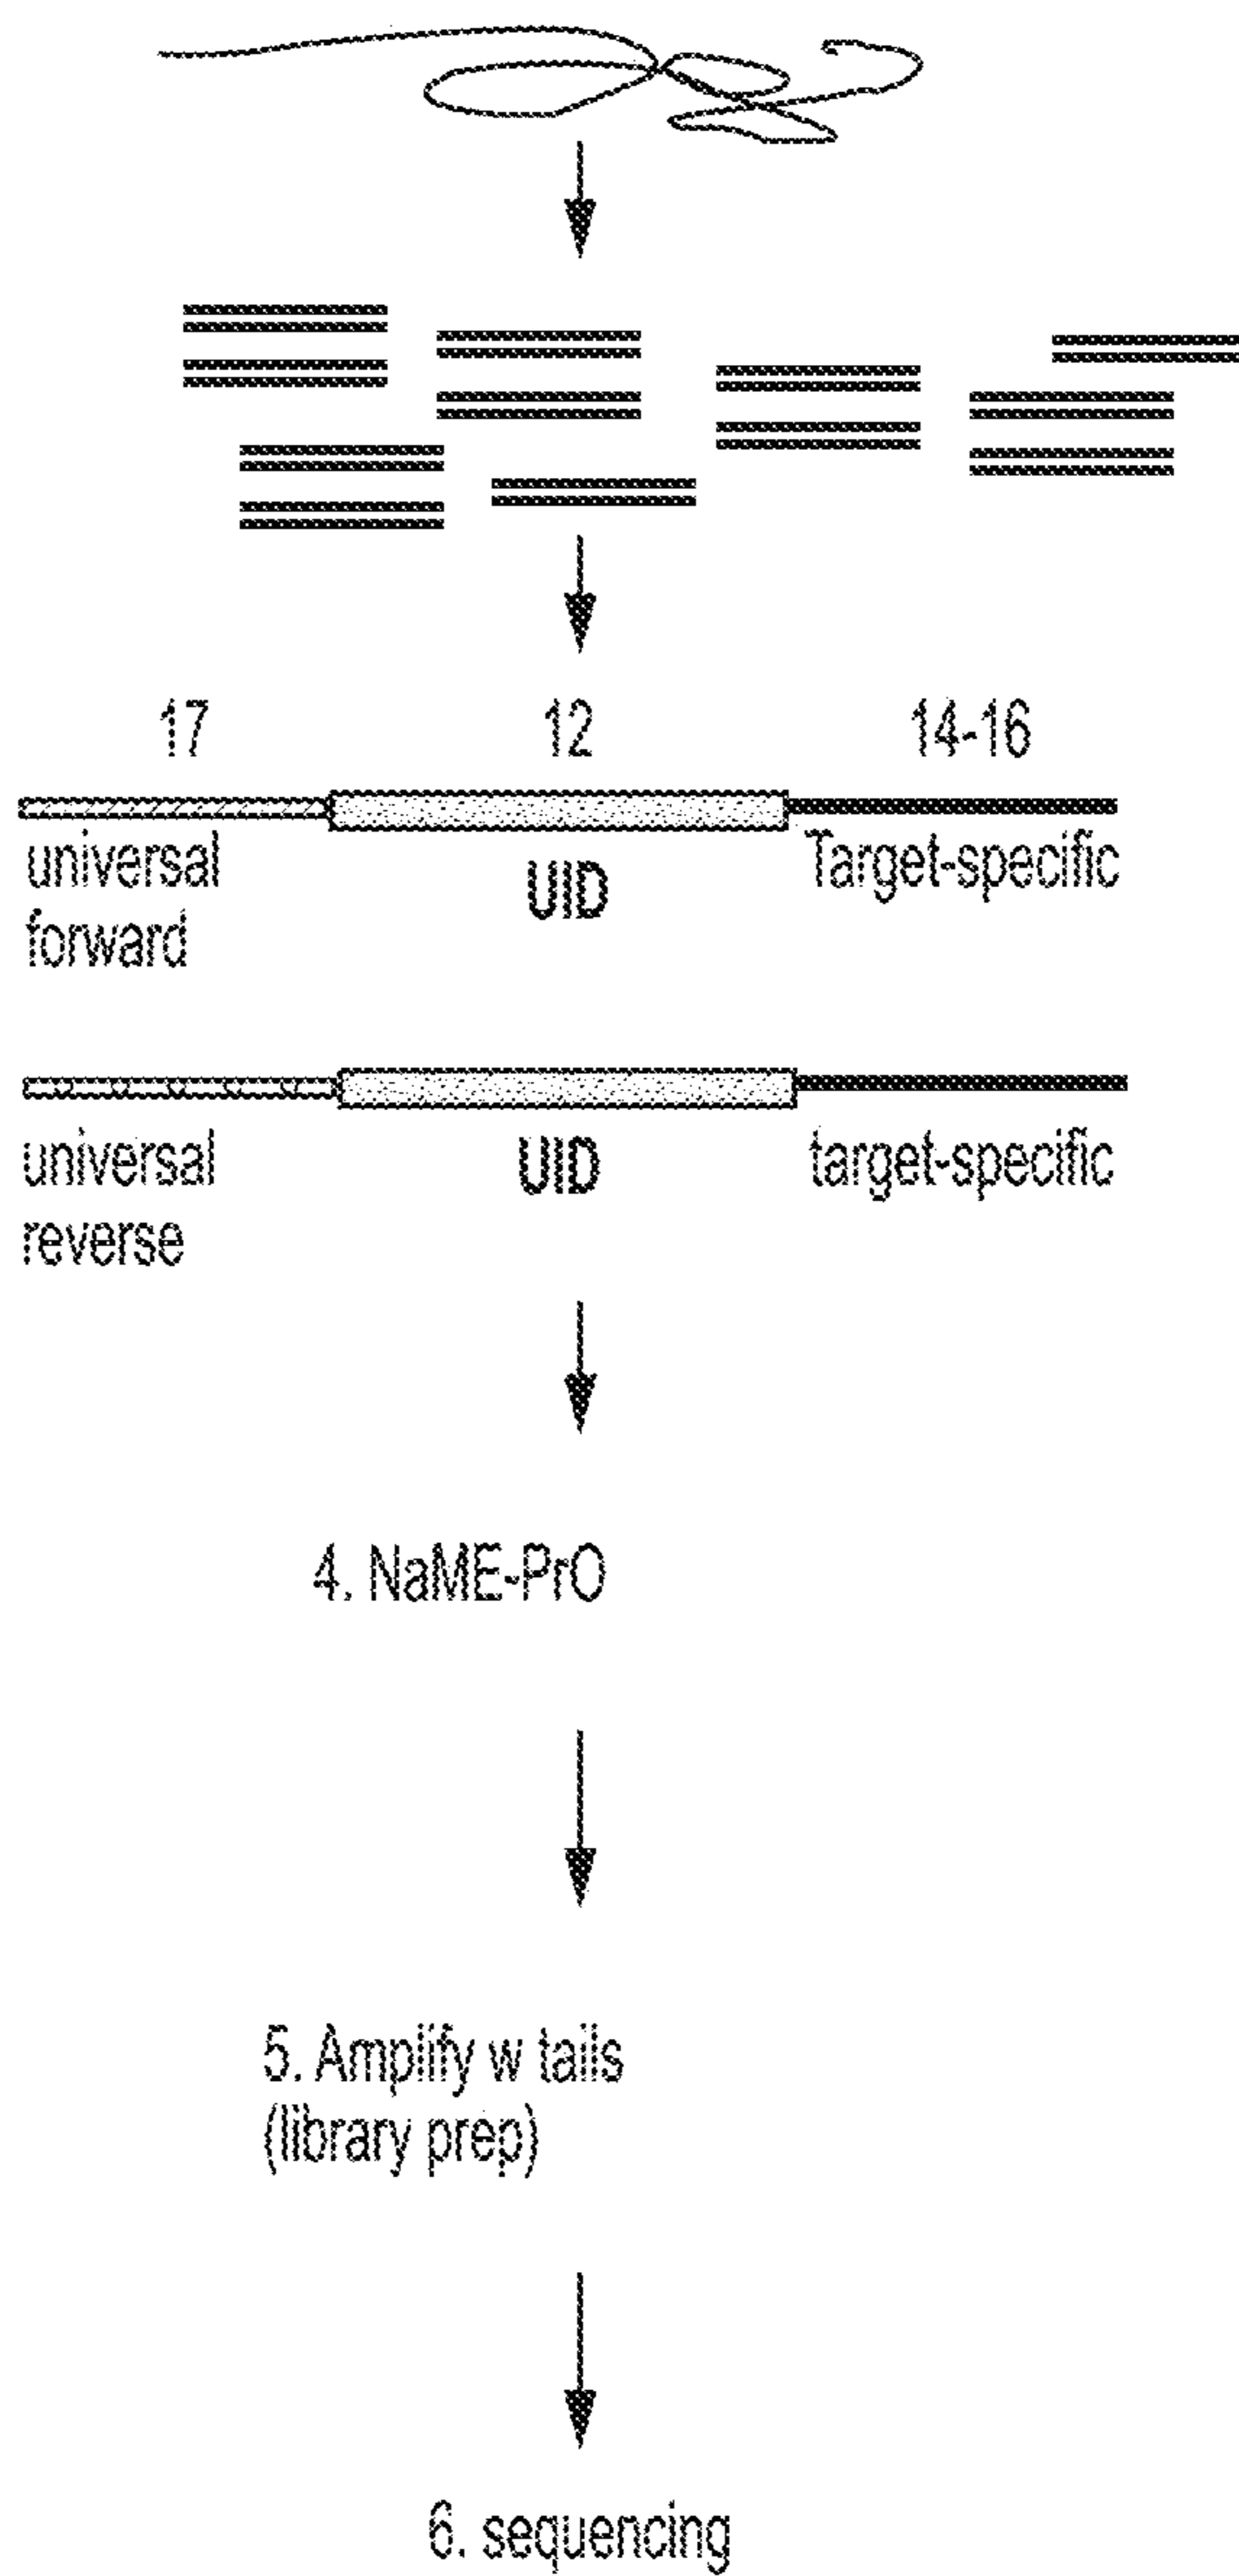 17 12 14-16
universal UID Target-specific
forward
universal UID target-specific
reverse
4. NaME-PrO
5. Amplify w tails
(library prep)
6. sequencing